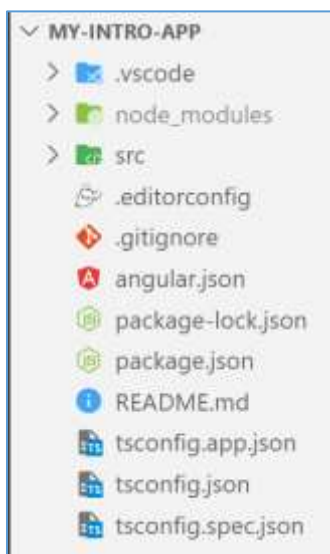 MY-INTRO-APP
.vscode
node_modules
src
.editorconfig
.gitignore
angular.json
package-lock.json
package.json
README.md
tsconfig.app.json
tsconfig.json
tsconfig.spec.json